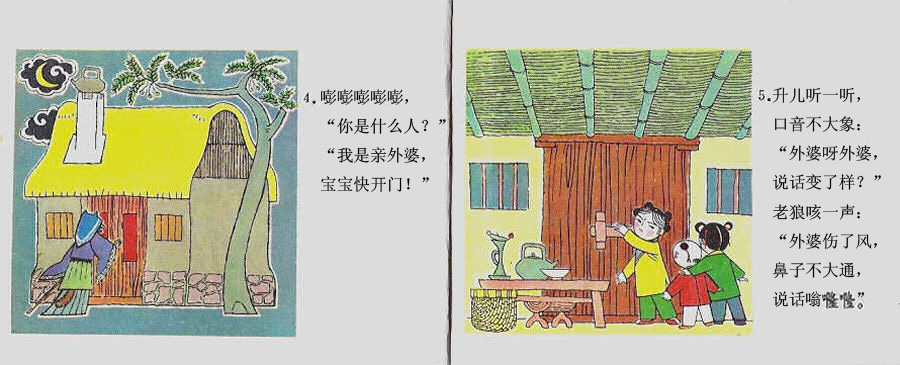 4.嘭嘭嘭嘭嘭，
“你是什么人？”
“我是亲外婆，
宝宝快开门！”
5.升儿听一听，
口音不大象：
“外婆呀外婆，
说话变了样？”
老狼咳一声：
“外婆伤了风，
鼻子不大通，
说话嗡